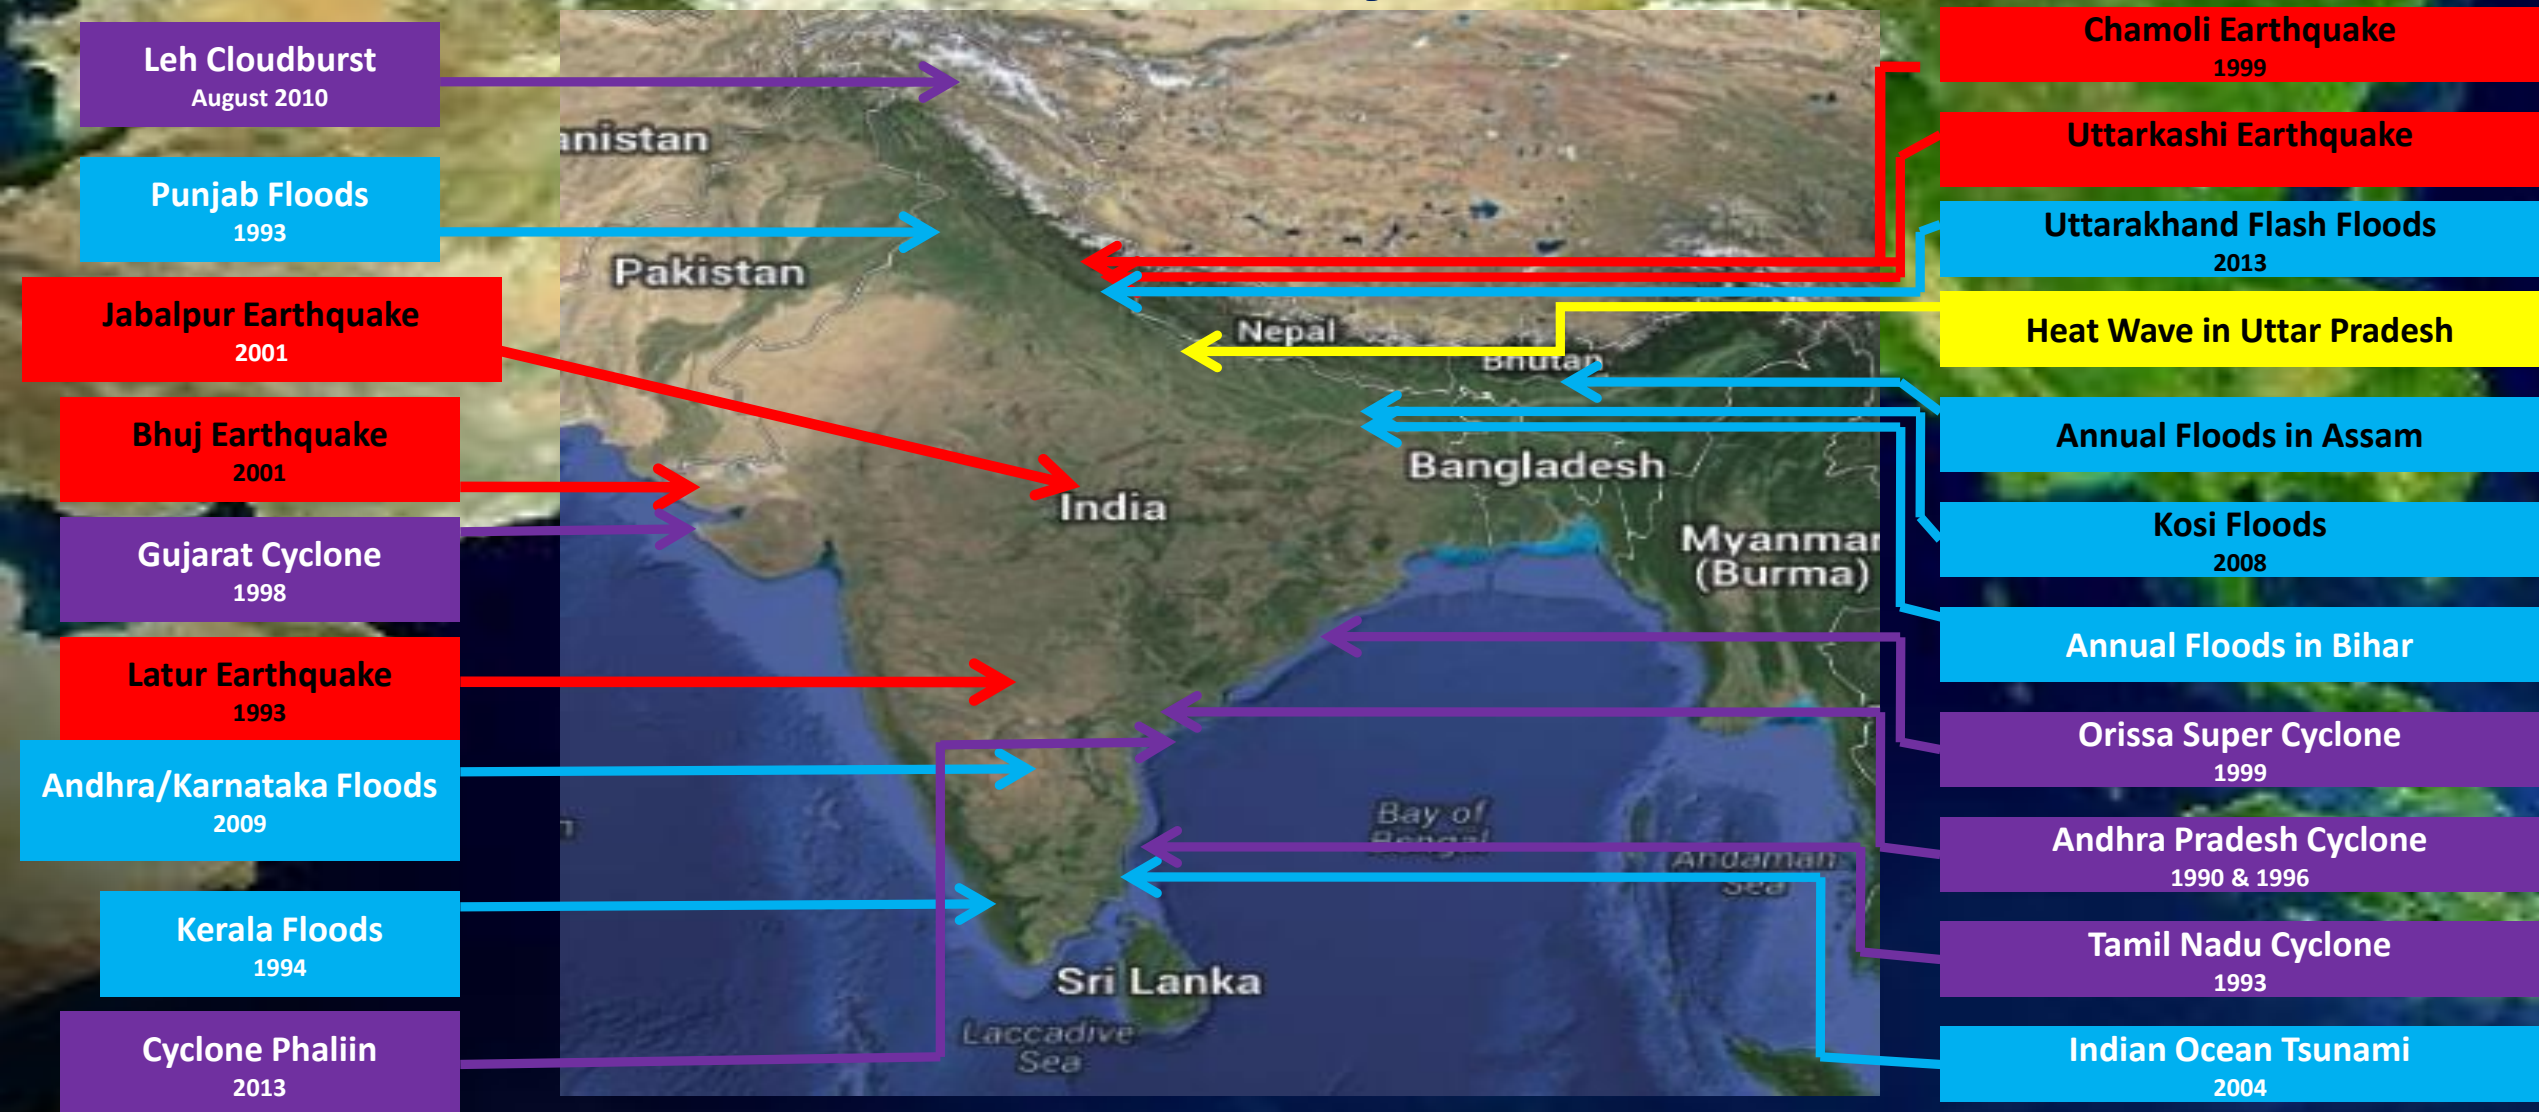 Leh Cloudburst
August 2010
Punjab Floods
1993
Jabalpur Earthquake
2001
Bhuj Earthquake
2001
Gujarat Cyclone
1998
Latur Earthquake
1993
Andhra/Karnataka Floods
2009
Kerala Floods
1994
Cyclone Phaliin
2013
anistan
Pakistan
Nepal
Bhutan
India
Bangladesh
Myanmar
(Burma)
Bay of
Bengal
Andaman
Sea
Sri Lanka
Laccadive
Sea
Chamoli Earthquake
1999
Uttarkashi Earthquake
Uttarakhand Flash Floods
2013
Heat Wave in Uttar Pradesh
Annual Floods in Assam
Kosi Floods
2008
Annual Floods in Bihar
Orissa Super Cyclone
1999
Andhra Pradesh Cyclone
1990 & 1996
Tamil Nadu Cyclone
1993
Indian Ocean Tsunami
2004